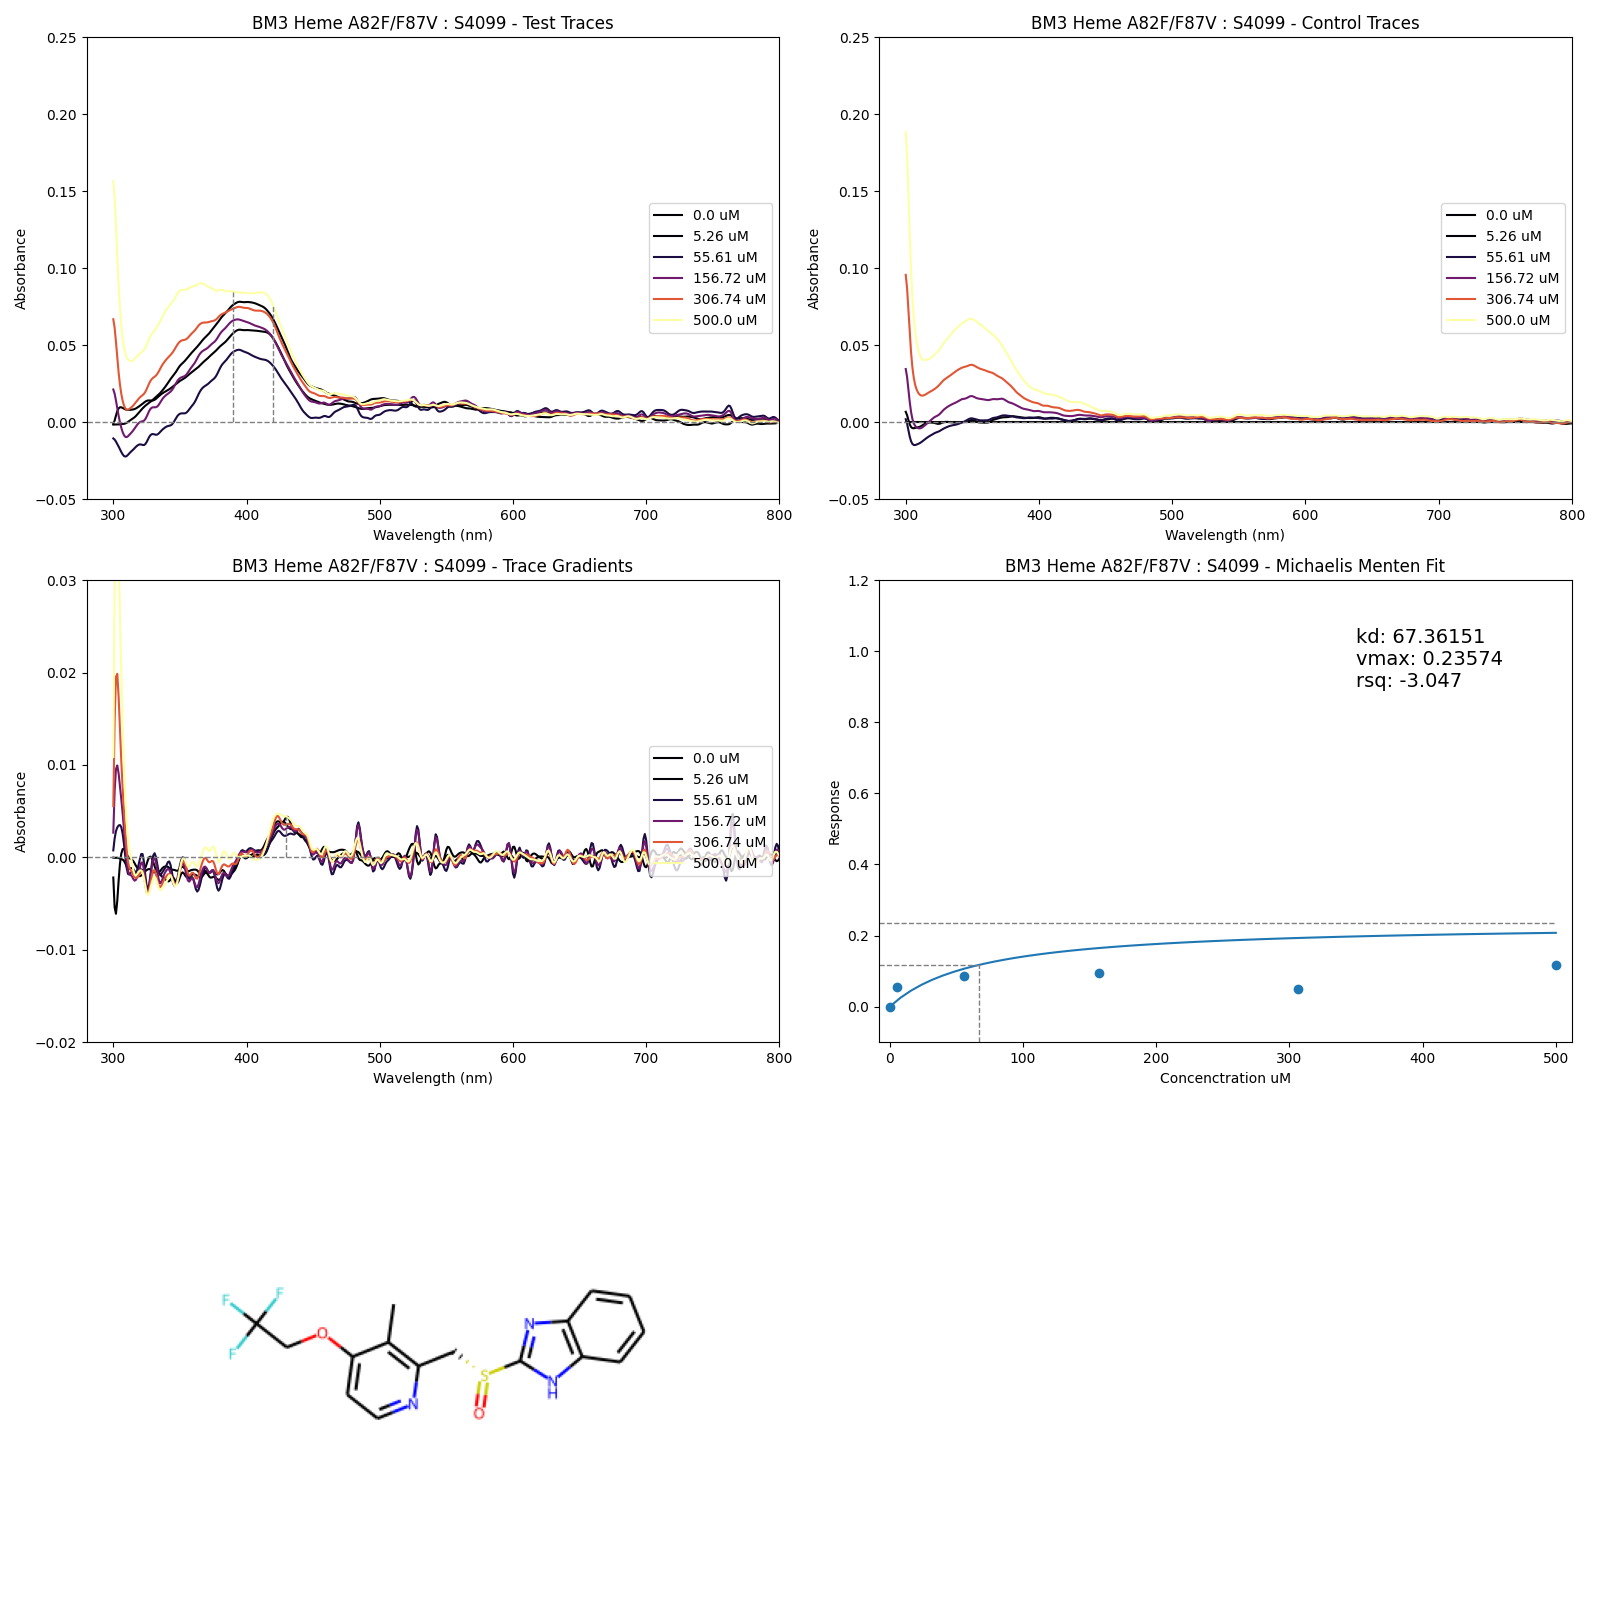 BM3 Heme A82F/F87V : S4099 - Test Traces
0.25
0.20
0.15
0.10
0.05
0.00
−0.05
Absorbance
300
400
500
600
700
800
Wavelength (nm)
0.0 uM
5.26 uM
55.61 uM
156.72 uM
306.74 uM
500.0 uM
BM3 Heme A82F/F87V : S4099 - Control Traces
0.25
0.20
0.15
0.10
0.05
0.00
−0.05
Absorbance
300
400
500
600
700
800
Wavelength (nm)
0.0 uM
5.26 uM
55.61 uM
156.72 uM
306.74 uM
500.0 uM
BM3 Heme A82F/F87V : S4099 - Trace Gradients
0.03
0.02
0.01
0.00
−0.01
−0.02
Absorbance
300
400
500
600
700
800
Wavelength (nm)
0.0 uM
5.26 uM
55.61 uM
156.72 uM
306.74 uM
500.0 uM
BM3 Heme A82F/F87V : S4099 - Michaelis Menten Fit
1.2
1.0
0.8
0.6
0.4
0.2
0.0
Response
0
100
200
300
400
500
Concenctration uM
kd: 67.36151
vmax: 0.23574
rsq: -3.047
F
F
F
O
N
S
O
N
N
H